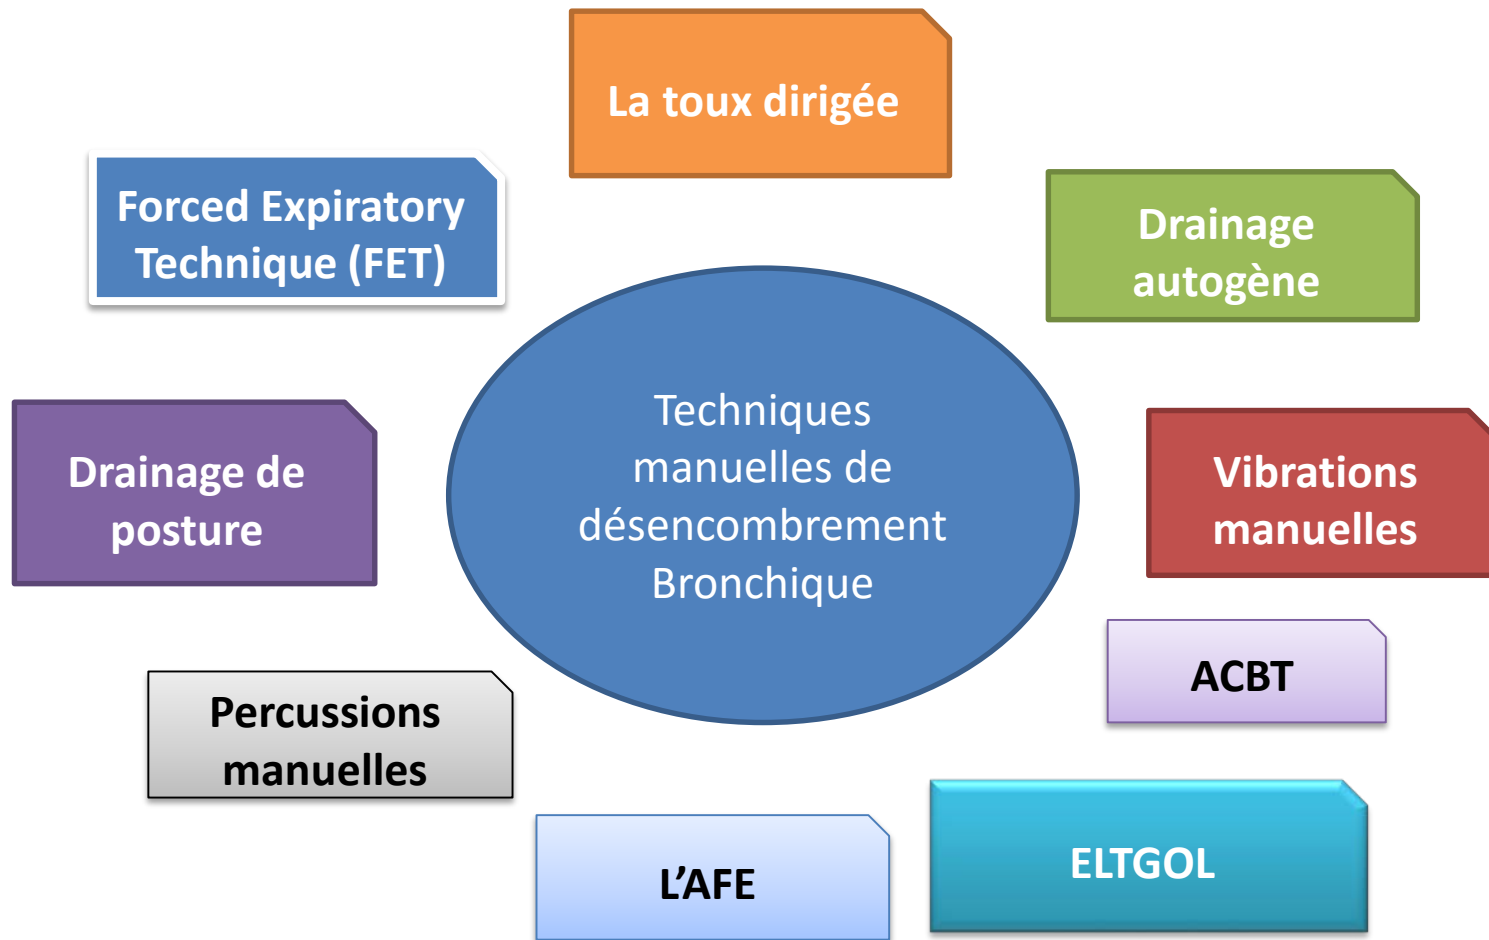 La toux dirigée
Forced Expiratory
Technique (FET)
Drainage
autogène
Techniques
manuelles de
désencombrement
Bronchique
Drainage de
posture
Vibrations
manuelles
ACBT
Percussions
manuelles
L’AFE
ELTGOL